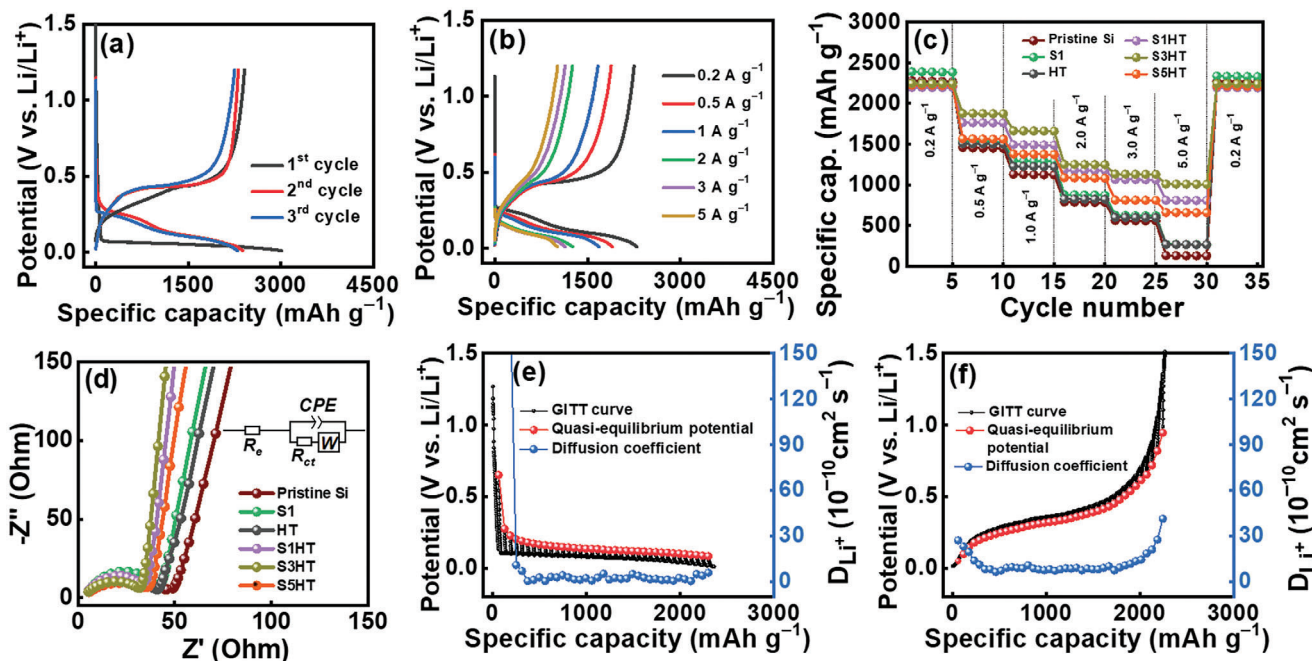 (a)
Potential (V vs. Li/Li⁺)
1.5
1.0
0.5
0.0
1ˢᵗ cycle
2ⁿᵈ cycle
3ʳᵈ cycle
0 1500 3000 4500
Specific capacity (mAh g⁻¹)
(b)
Potential (V vs. Li/Li⁺)
1.5
1.0
0.5
0.0
0.2 A g⁻¹
0.5 A g⁻¹
1 A g⁻¹
2 A g⁻¹
3 A g⁻¹
5 A g⁻¹
0 1500 3000 4500
Specific capacity (mAh g⁻¹)
(c)
Specific cap. (mAh g⁻¹)
3000
2500
2000
1500
1000
500
0
Pristine Si
S1
HT
S1HT
S3HT
S5HT
0.2 A g⁻¹
0.5 A g⁻¹
1.0 A g⁻¹
2.0 A g⁻¹
3.0 A g⁻¹
5.0 A g⁻¹
0.2 A g⁻¹
0 5 10 15 20 25 30 35
Cycle number
(d)
-Z'' (Ohm)
150
100
50
0
CPE
Rₑ
R_ct
W
Pristine Si
S1
HT
S1HT
S3HT
S5HT
0 50 100 150
Z' (Ohm)
(e)
Potential (V vs. Li/Li⁺)
1.5
1.0
0.5
0.0
GITT curve
Quasi-equilibrium potential
Diffusion coefficient
150
120
90
60
30
0
D_Li⁺ (10⁻¹⁰cm² s⁻¹)
0 1000 2000 3000
Specific capacity (mAh g⁻¹)
(f)
Potential (V vs. Li/Li⁺)
1.5
1.0
0.5
0.0
GITT curve
Quasi-equilibrium
potential
Diffusion coefficient
150
120
90
60
30
0
D_Li⁺ (10⁻¹⁰cm² s⁻¹)
0 1000 2000 3000
Specific capacity (mAh g⁻¹)